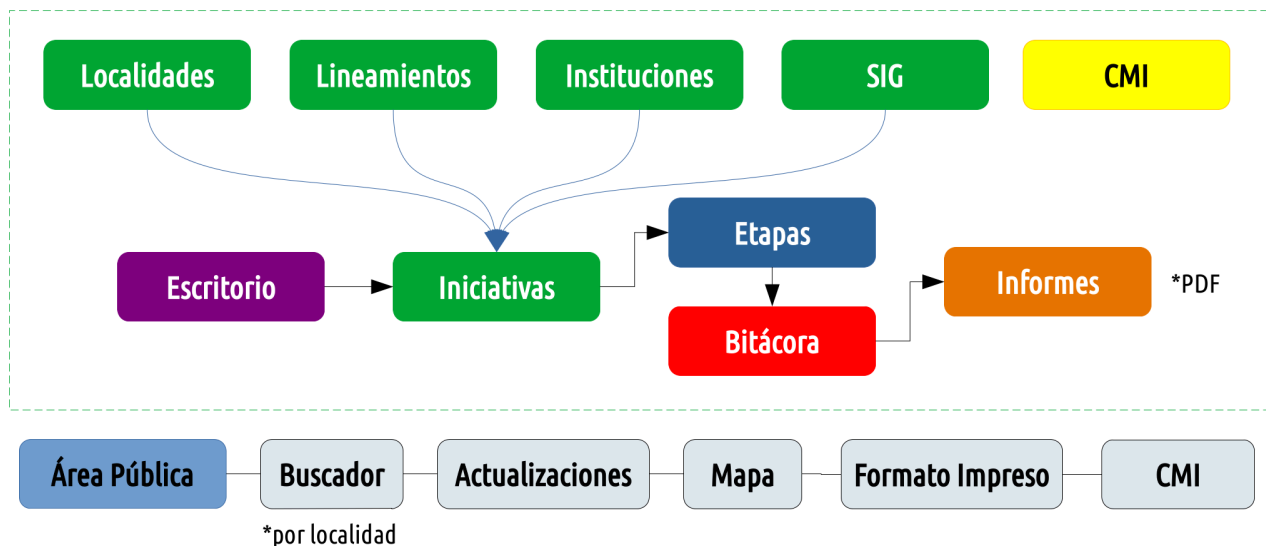 Localidades
Lineamientos
Instituciones
SIG
CMI
Etapas
Escritorio
Iniciativas
Informes
*PDF
Bitácora
Área Pública
Buscador
Actualizaciones
Mapa
Formato Impreso
CMI
*por localidad